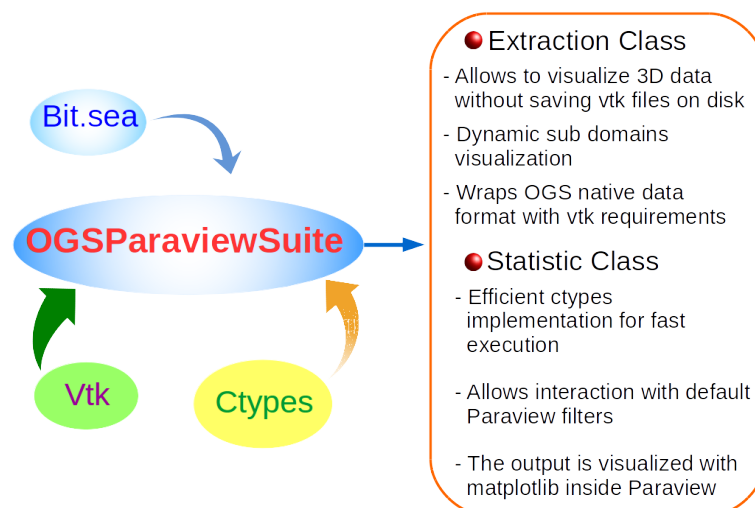 Bit.sea
OGSParaviewSuite
Vtk
Ctypes
Extraction Class
- Allows to visualize 3D data
without saving vtk files on disk
- Dynamic sub domains
visualization
- Wraps OGS native data
format with vtk requirements
Statistic Class
- Efficient ctypes
implementation for fast
execution
- Allows interaction with default
Paraview filters
- The output is visualized with
matplotlib inside Paraview